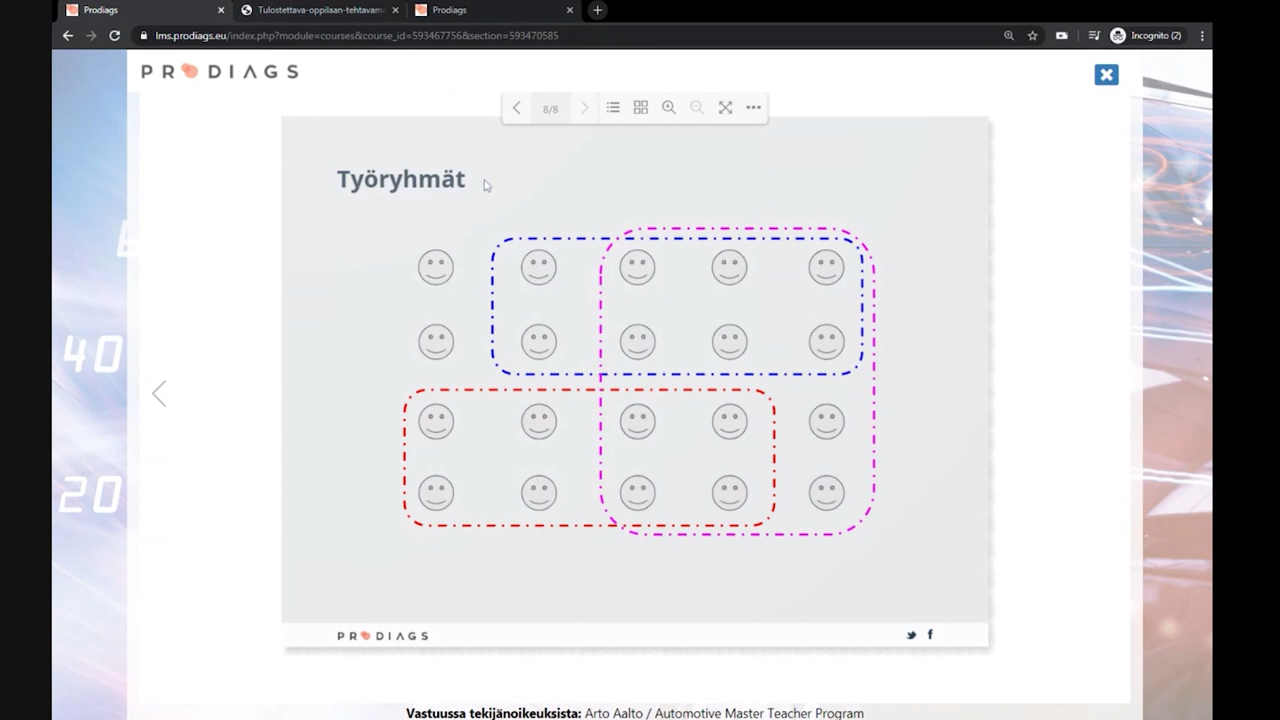 Prodiags
Tulostettava-oppilaan-tehtavam
Prodiags
lms.prodiags.eu/index.php?module=courses&course_id=593467756&section=593470585
Incognito (2)
PRODIAGS
8/8
Työryhmät
40
20
PRODIAGS
Vastuussa tekijänoikeuksista: Arto Aalto / Automotive Master Teacher Program